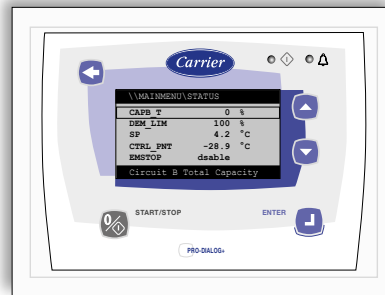 Carrier
\\MAINMENU\STATUS
CAPB_T 0 %
DEM_LIM 100 %
SP 4.2 °C
CTRL_PNT -28.9 °C
EMSTOP dsable
Circuit B Total Capacity
START/STOP
ENTER
PRO-DIALOG+